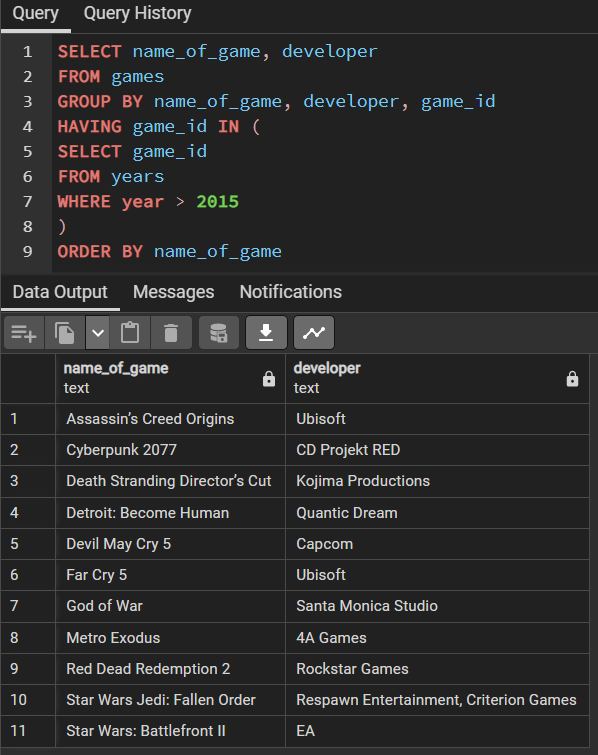 Query Query History
1 SELECT name_of_game, developer
2 FROM games
3 GROUP BY name_of_game, developer, game_id
4 HAVING game_id IN (
5 SELECT game_id
6 FROM years
7 WHERE year > 2015
8 )
9 ORDER BY name_of_game
Data Output Messages Notifications
name_of_game developer
text text
1 Assassin’s Creed Origins Ubisoft
2 Cyberpunk 2077 CD Projekt RED
3 Death Stranding Director’s Cut Kojima Productions
4 Detroit: Become Human Quantic Dream
5 Devil May Cry 5 Capcom
6 Far Cry 5 Ubisoft
7 God of War Santa Monica Studio
8 Metro Exodus 4A Games
9 Red Dead Redemption 2 Rockstar Games
10 Star Wars Jedi: Fallen Order Respawn Entertainment, Criterion Games
11 Star Wars: Battlefront II EA